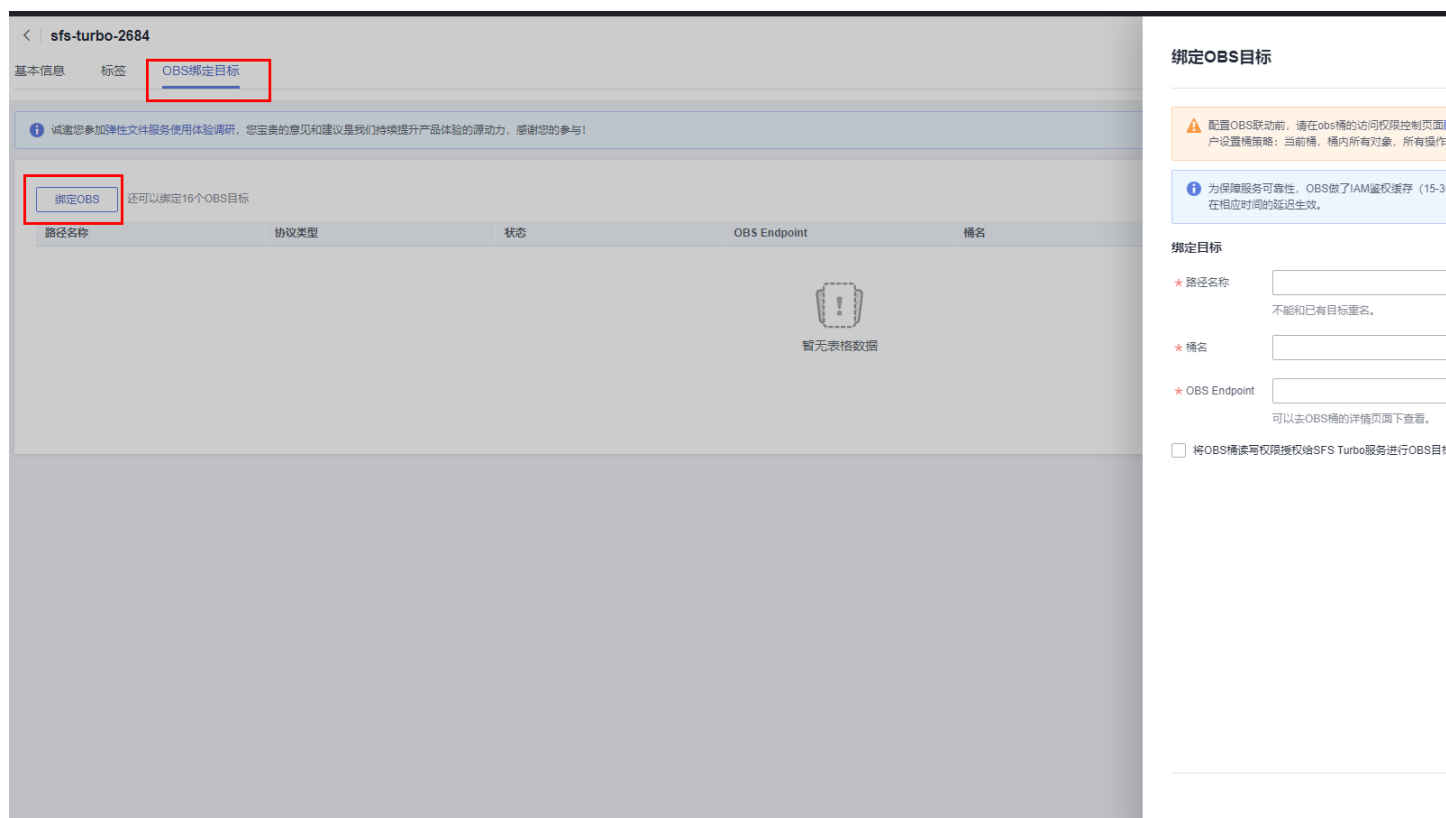 sfs-turbo-2684
基本信息 标签 OBS绑定目标
诚邀您参加弹性文件服务使用体验调研，您宝贵的意见和建议是我们持续提升产品体验的源动力，感谢您的参与！
绑定OBS 还可以绑定16个OBS目标
路径名称 协议类型 状态 OBS Endpoint 桶名
暂无表格数据
绑定OBS目标
配置OBS联动前，请在obs桶的访问权限控制页面
户设置桶策略：当前桶，桶内所有对象，所有操作
为保障服务可靠性，OBS做了IAM鉴权缓存（15-3
在相应时间的延迟生效。
绑定目标
* 路径名称
不能和已有目标重名。
* 桶名
* OBS Endpoint
可以去OBS桶的详情页面下查看。
将OBS桶读写权限授权给SFS Turbo服务进行OBS目